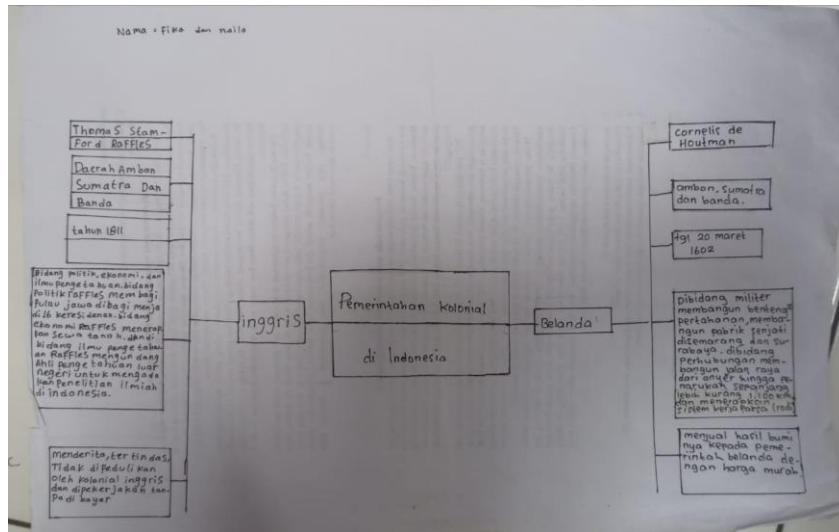 Nama : Fika dan naila
Thomas Stam-
Ford RaFFles
Daerah Ambon
Sumatra Dan
Banda
tahun 1811
Bidang politik, ekonomi, dan
ilmu pengetahuan. bidang
Politik RaFFles membagi
Pulau jawa dibagi menja
di 16 keresidenan. bidang
ekonomi RaFFles menerap
kan sewa tanah. dan di
bidang ilmu pengetahu
an RaFFles mengundang
Ahli pengetahuan luar
negeri untuk mengada
kan penelitian ilmiah
di indonesia.
menderita, tertindas,
Tidak dipedulikan
oleh kolonial inggris
dan dipekerjakan tan-
Pa di bayar
inggris
Pemerintahan kolonial
di Indonesia
Belanda
cornelis de
Houtman
ambon, sumatra
dan banda.
tgl 20 maret
1602
Dibidang militer
membangun benteng"
pertahanan, memba-
ngun pabrik senjati
disemarang dan su-
rabaya. dibidang
Perhubungan mem-
bangun jalan raya
dari anyer hingga pa-
narukah sepanjang
lebih kurang 1.100 km
dan menerapkan
sistem kerja paksa (rodi)
menjual hasil bumi
nya kepada peme-
rintah belanda de-
ngan harga murah.